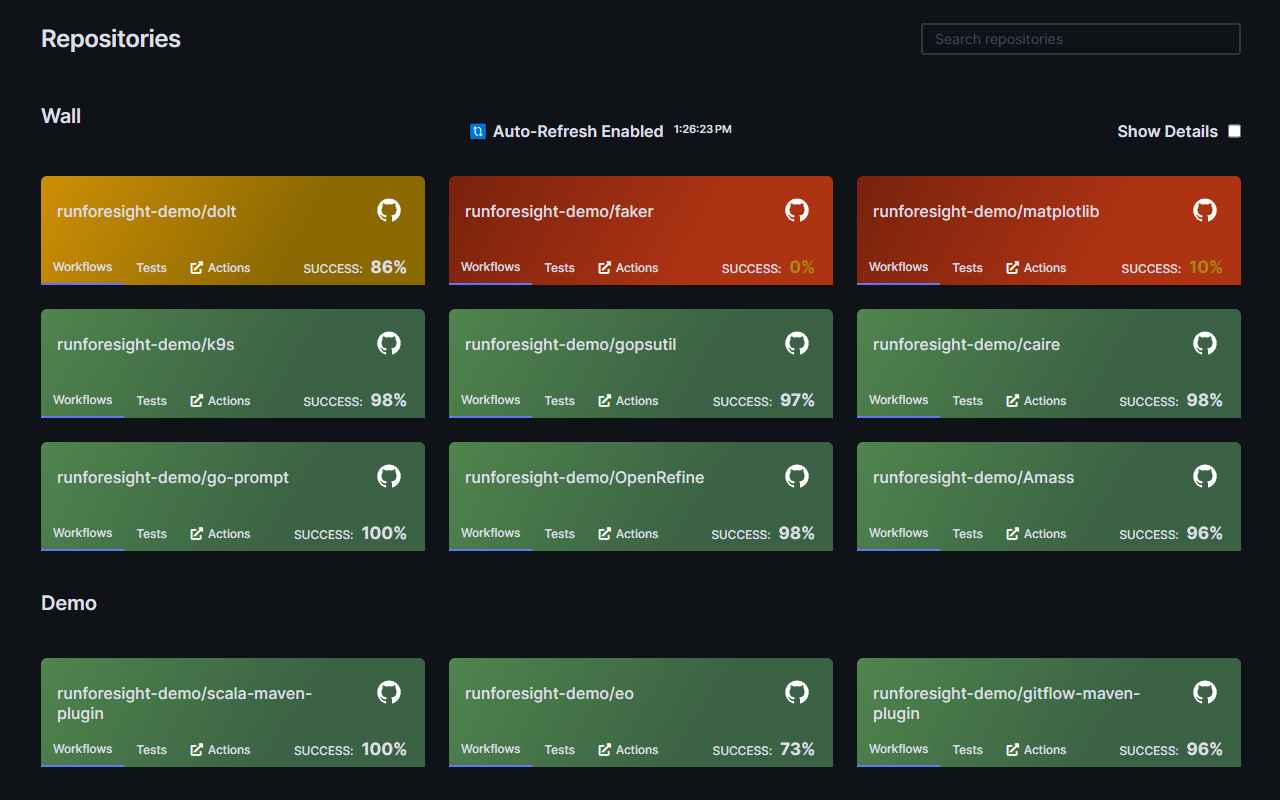 Repositories
Search repositories
Wall
Auto-Refresh Enabled 1:26:23 PM
Show Details
runforesight-demo/dolt
Workflows Tests Actions SUCCESS: 86%
runforesight-demo/faker
Workflows Tests Actions SUCCESS: 0%
runforesight-demo/matplotlib
Workflows Tests Actions SUCCESS: 10%
runforesight-demo/k9s
Workflows Tests Actions SUCCESS: 98%
runforesight-demo/gopsutil
Workflows Tests Actions SUCCESS: 97%
runforesight-demo/caire
Workflows Tests Actions SUCCESS: 98%
runforesight-demo/go-prompt
Workflows Tests Actions SUCCESS: 100%
runforesight-demo/OpenRefine
Workflows Tests Actions SUCCESS: 98%
runforesight-demo/Amass
Workflows Tests Actions SUCCESS: 96%
Demo
runforesight-demo/scala-maven-
plugin
Workflows Tests Actions SUCCESS: 100%
runforesight-demo/eo
Workflows Tests Actions SUCCESS: 73%
runforesight-demo/gitflow-maven-
plugin
Workflows Tests Actions SUCCESS: 96%